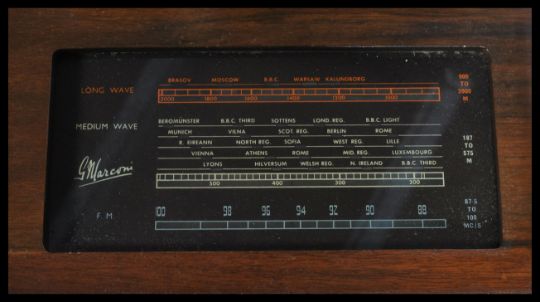 BRASOV MOSCOW B.B.C WARSAW KALUNDBORG
LONG WAVE
2000 1800 1600 1400 1200 1000
900
TO
2000
M
BEROMÜNSTER B.B.C. THIRD SOTTENS LOND. REG. B.B.C. LIGHT
MEDIUM WAVE
MUNICH VILNA SCOT. REG. BERLIN ROME
R. EIREANN NORTH REG. SOFIA WEST REG. LILLE
VIENNA ATHENS ROME MID. REG. LUXEMBOURG
LYONS HILVERSUM WELSH REG. N. IRELAND B.B.C. THIRD
187
TO
575
M
GMarconi
500 400 300 200
F.M.
100 98 96 94 92 90 88
87·5
TO
100
MC/S